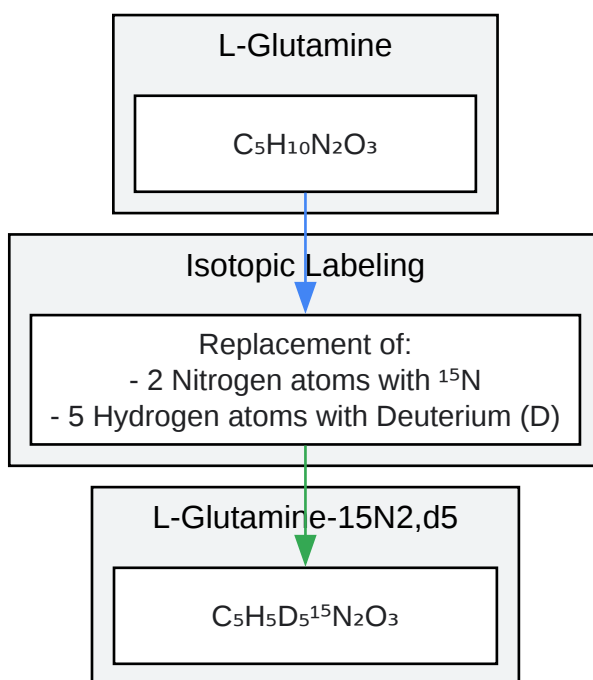 L-Glutamine
C₅H₁₀N₂O₃
Isotopic Labeling
Replacement of:
- 2 Nitrogen atoms with ¹⁵N
- 5 Hydrogen atoms with Deuterium (D)
L-Glutamine-15N2,d5
C₅H₅D₅¹⁵N₂O₃